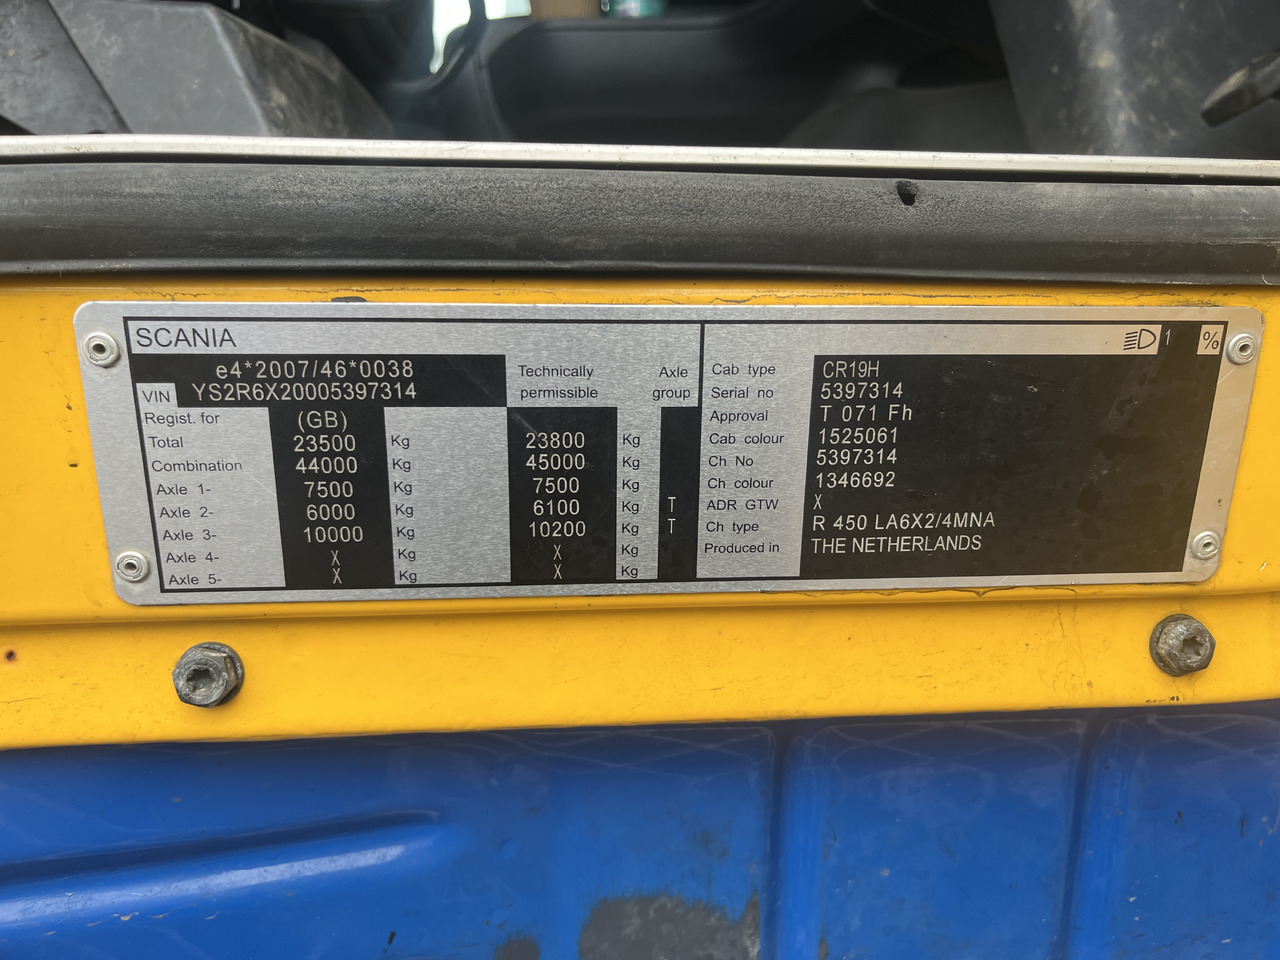 SCANIA
1 %
e4*2007/46*0038
VIN YS2R6X20005397314
Technically permissible
Axle group
Regist. for (GB)
Total 23500 Kg 23800 Kg
Combination 44000 Kg 45000 Kg
Axle 1- 7500 Kg 7500 Kg
Axle 2- 6000 Kg 6100 Kg T
Axle 3- 10000 Kg 10200 Kg T
Axle 4- X Kg X Kg
Axle 5- X Kg X Kg
Cab type CR19H
Serial no 5397314
Approval T 071 Fh
Cab colour 1525061
Ch No 5397314
Ch colour 1346692
ADR GTW X
Ch type R 450 LA6X2/4MNA
Produced in THE NETHERLANDS